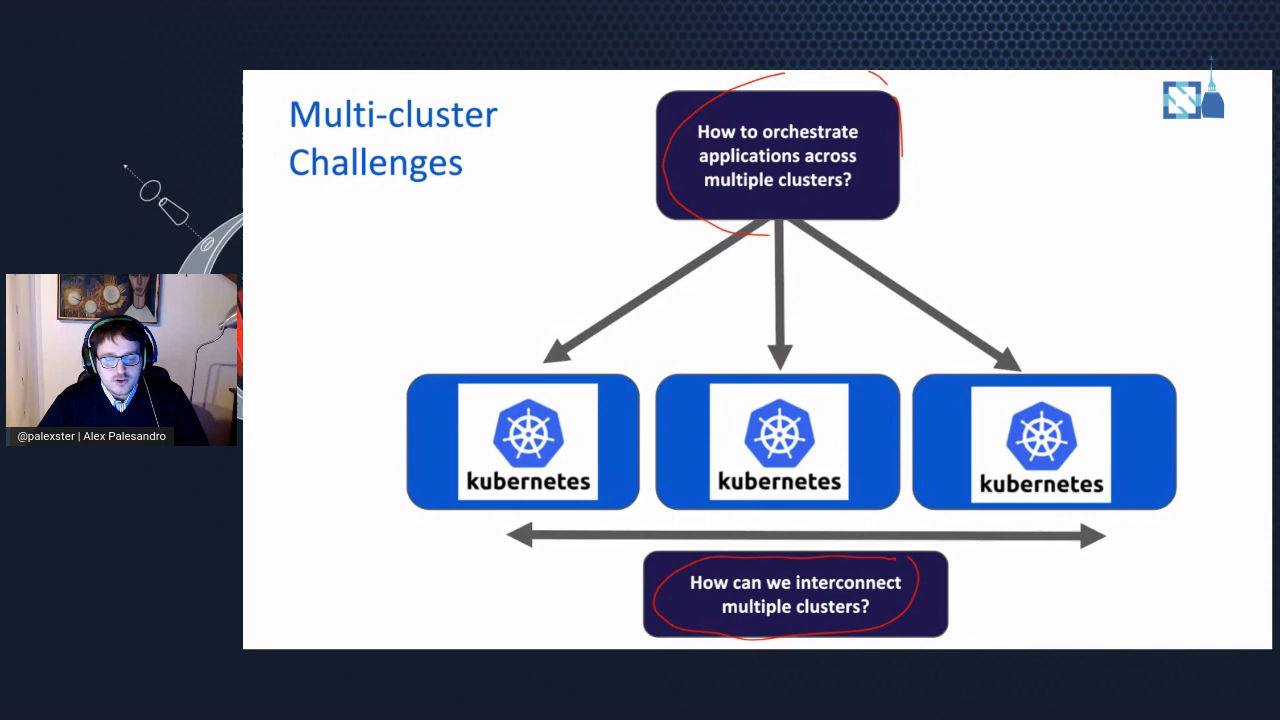 Multi-cluster
Challenges
How to orchestrate
applications across
multiple clusters?
kubernetes
kubernetes
kubernetes
How can we interconnect
multiple clusters?
@palexster | Alex Palesandro